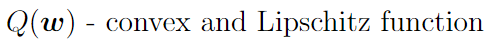 Q(w) - convex and Lipschitz function